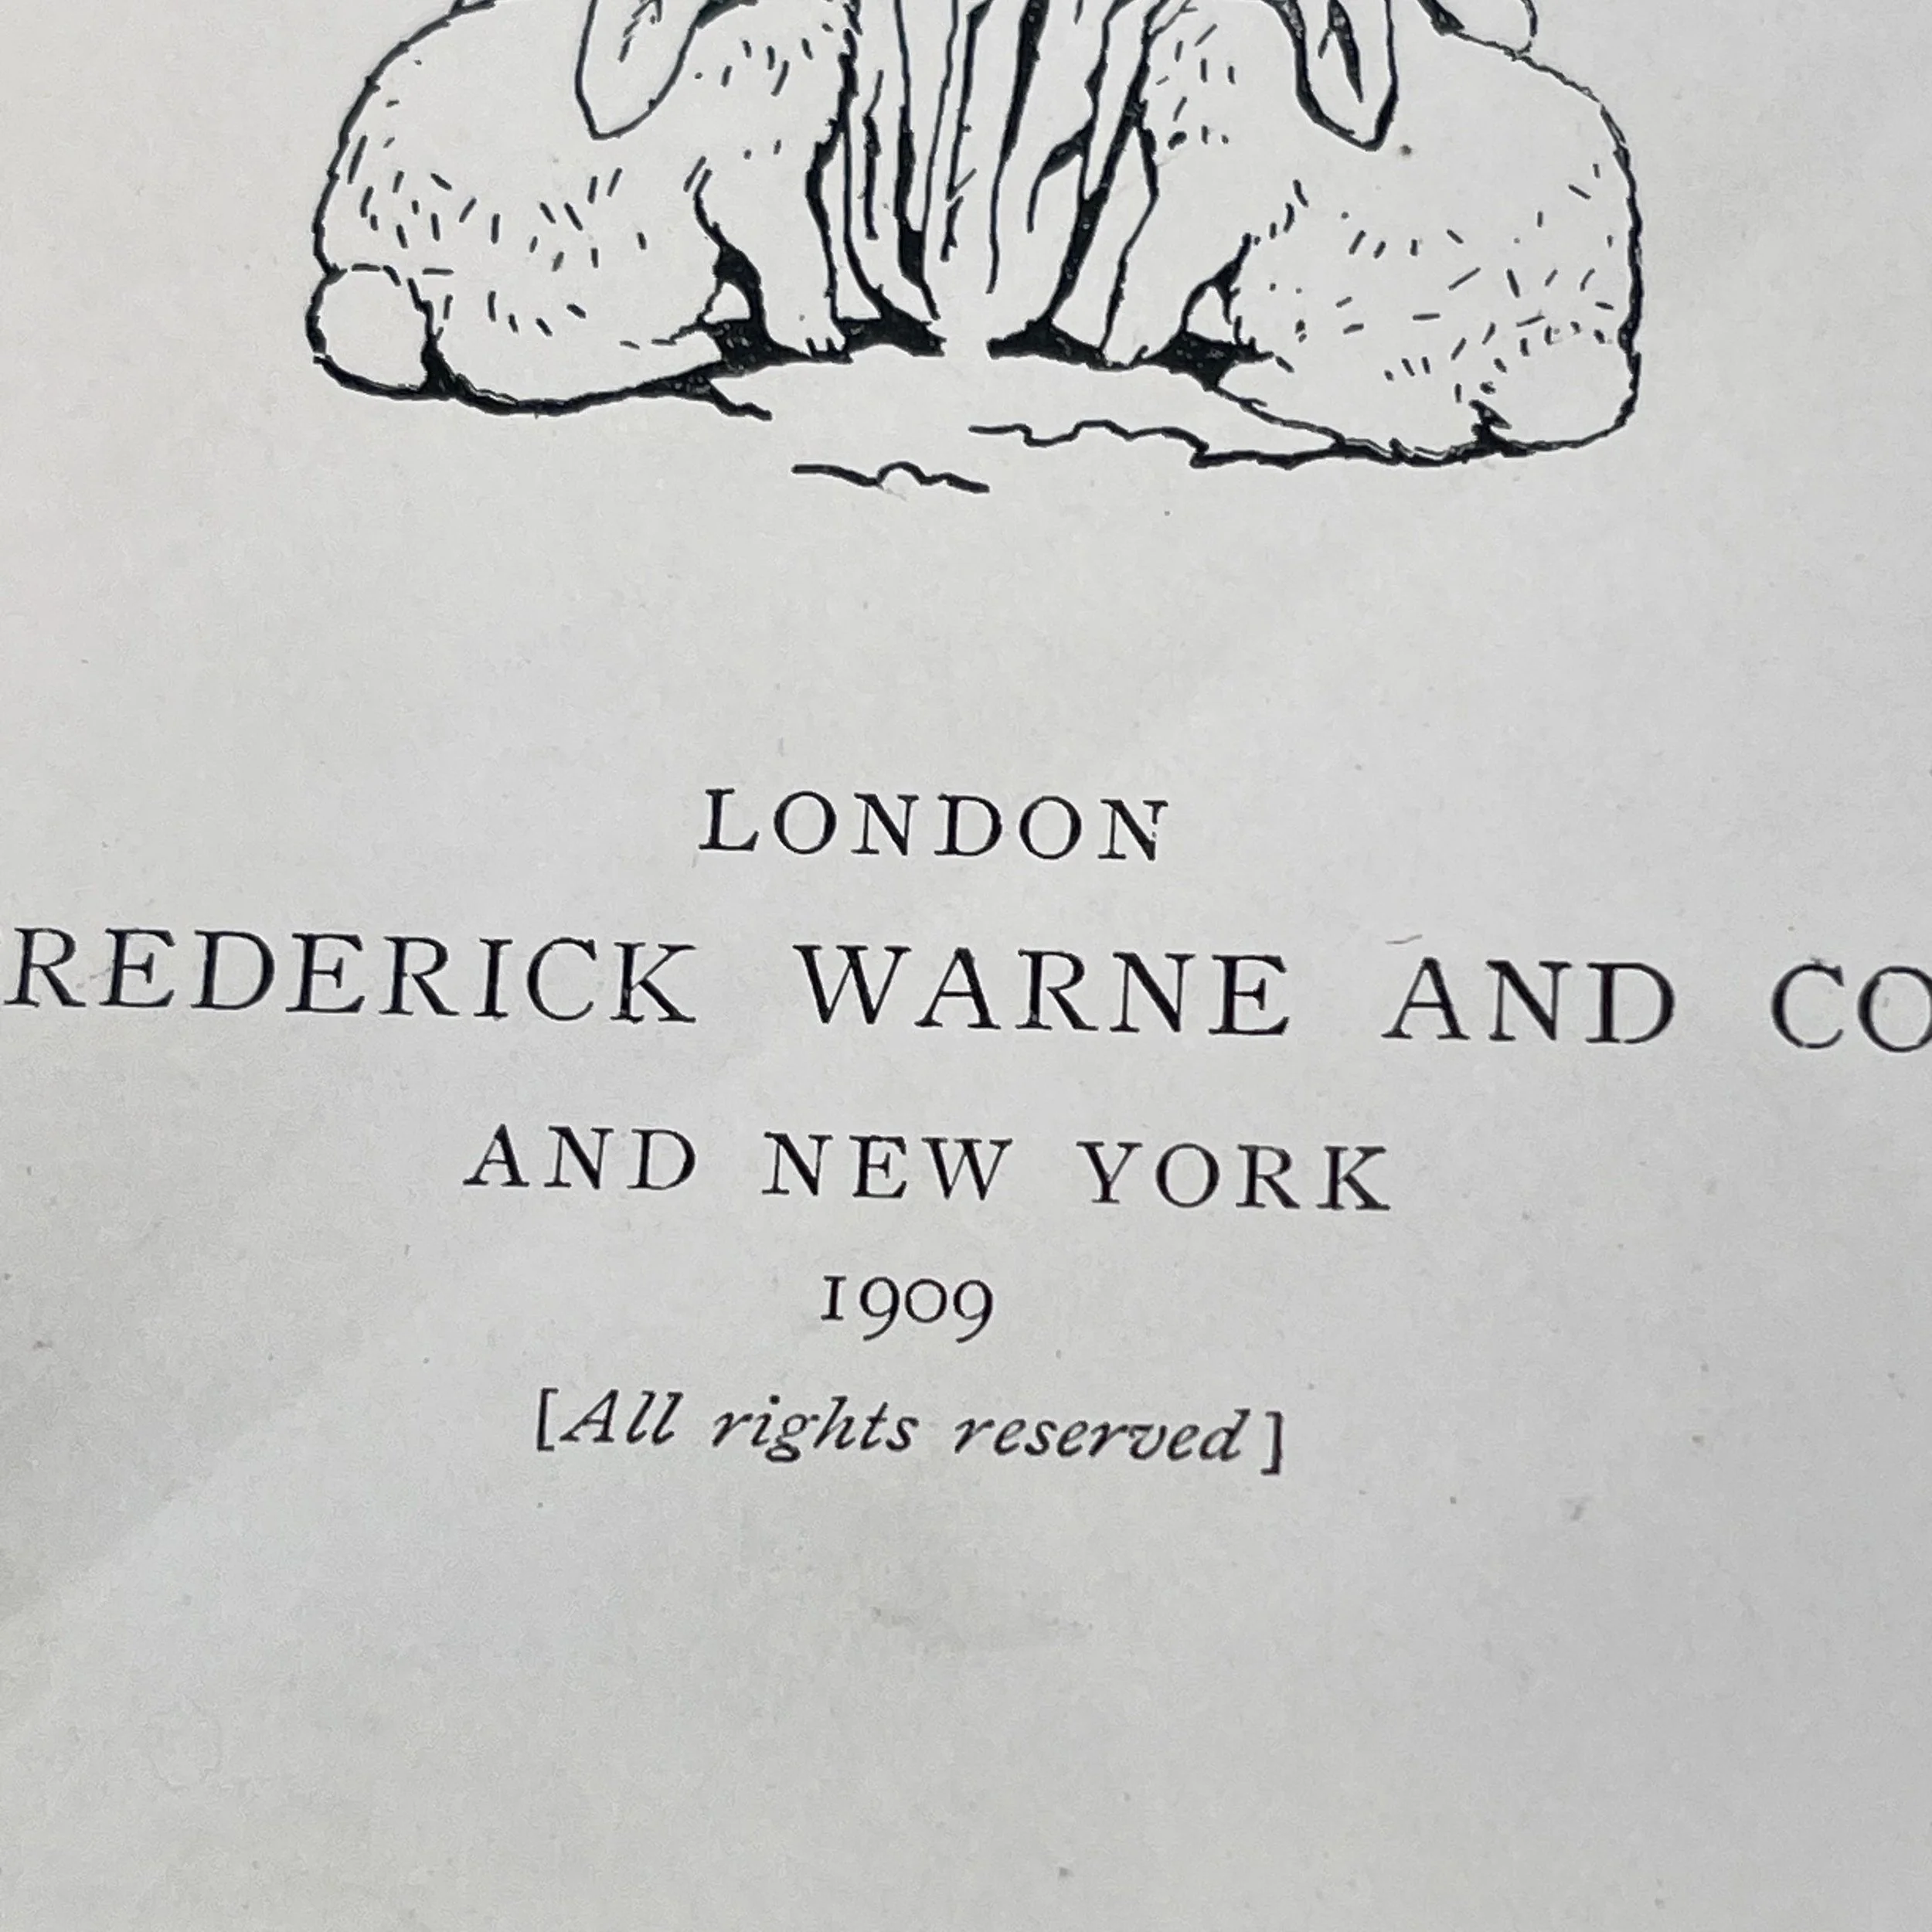 LONDON
REDERICK WARNE AND CO
AND NEW YORK
1909
[All rights reserved]